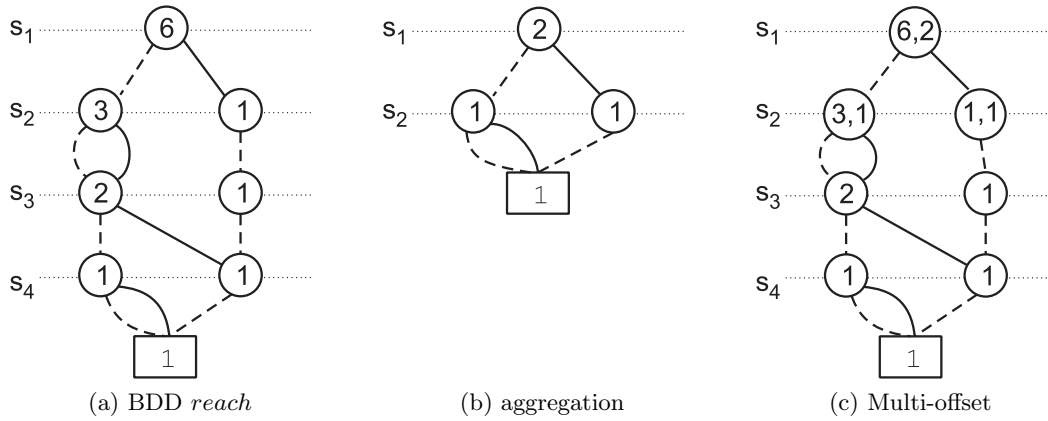 s1 6 s1 2 s1 6,2
s2 3 1 s2 1 1 s2 3,1 1,1
s3 2 1 1 s3 2 1
s4 1 1 s4 1 1
1 1
(a) BDD reach (b) aggregation (c) Multi-offset